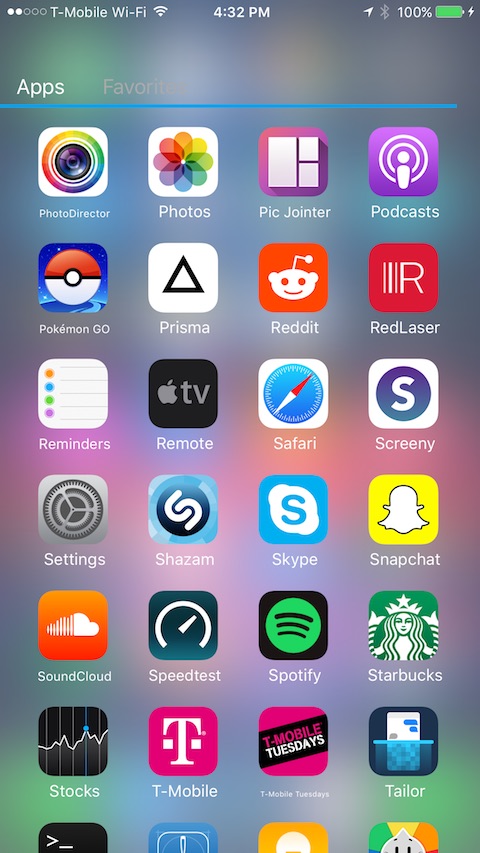 T-Mobile Wi-Fi 4:32 PM 100%
Apps Favorites
PhotoDirector Photos Pic Jointer Podcasts
Pokémon GO Prisma Reddit RedLaser
tv
Reminders Remote Safari Screeny
Settings Shazam Skype Snapchat
SoundCloud Speedtest Spotify Starbucks
T-MOBILE
TUESDAYS
Stocks T-Mobile T-Mobile Tuesdays Tailor
>_